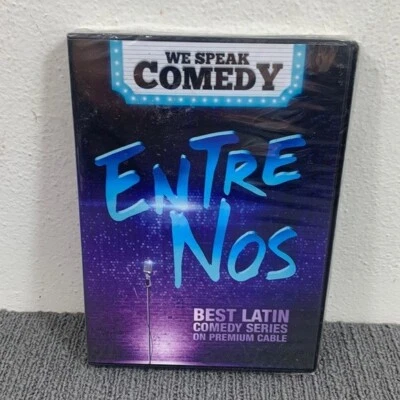 WE SPEAK
COMEDY
ENTRE
NOS
BEST LATIN
COMEDY SERIES
ON PREMIUM CABLE